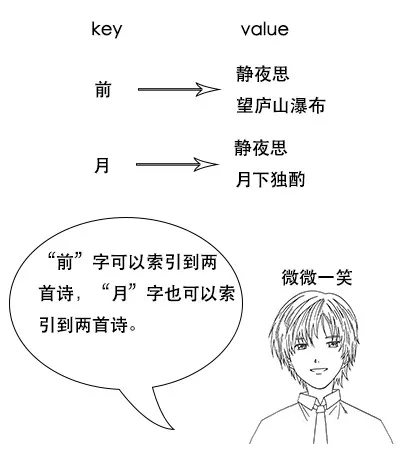 key value
前 静夜思
望庐山瀑布
月 静夜思
月下独酌
“前”字可以索引到两
首诗，“月”字也可以索
引到两首诗。
微微一笑